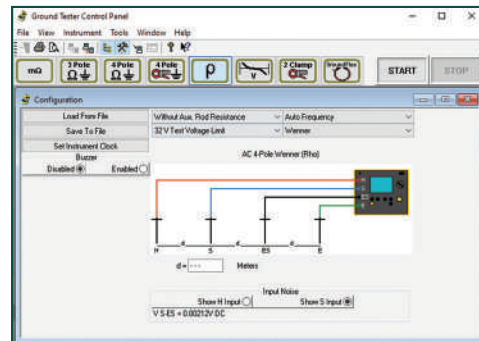 Ground Tester Control Panel
File View Instrument Tools Window Help
mΩ 3 Pole Ω 4 Pole Ω 4 Pole Ω ρ V 2 Clamp Ω GroundFlex START STOP
Configuration
Load From File Without Aux. Rod Resistance Auto Frequency
Save To File 32 V Test Voltage Limit Wenner
Set Instrument Clock
Buzzer
Disabled Enabled
AC 4-Pole Wenner (Rho)
d d d
H S ES E
d = --- Meters
Input Noise
Show H Input Show S Input
V S-ES = 0.00212V DC